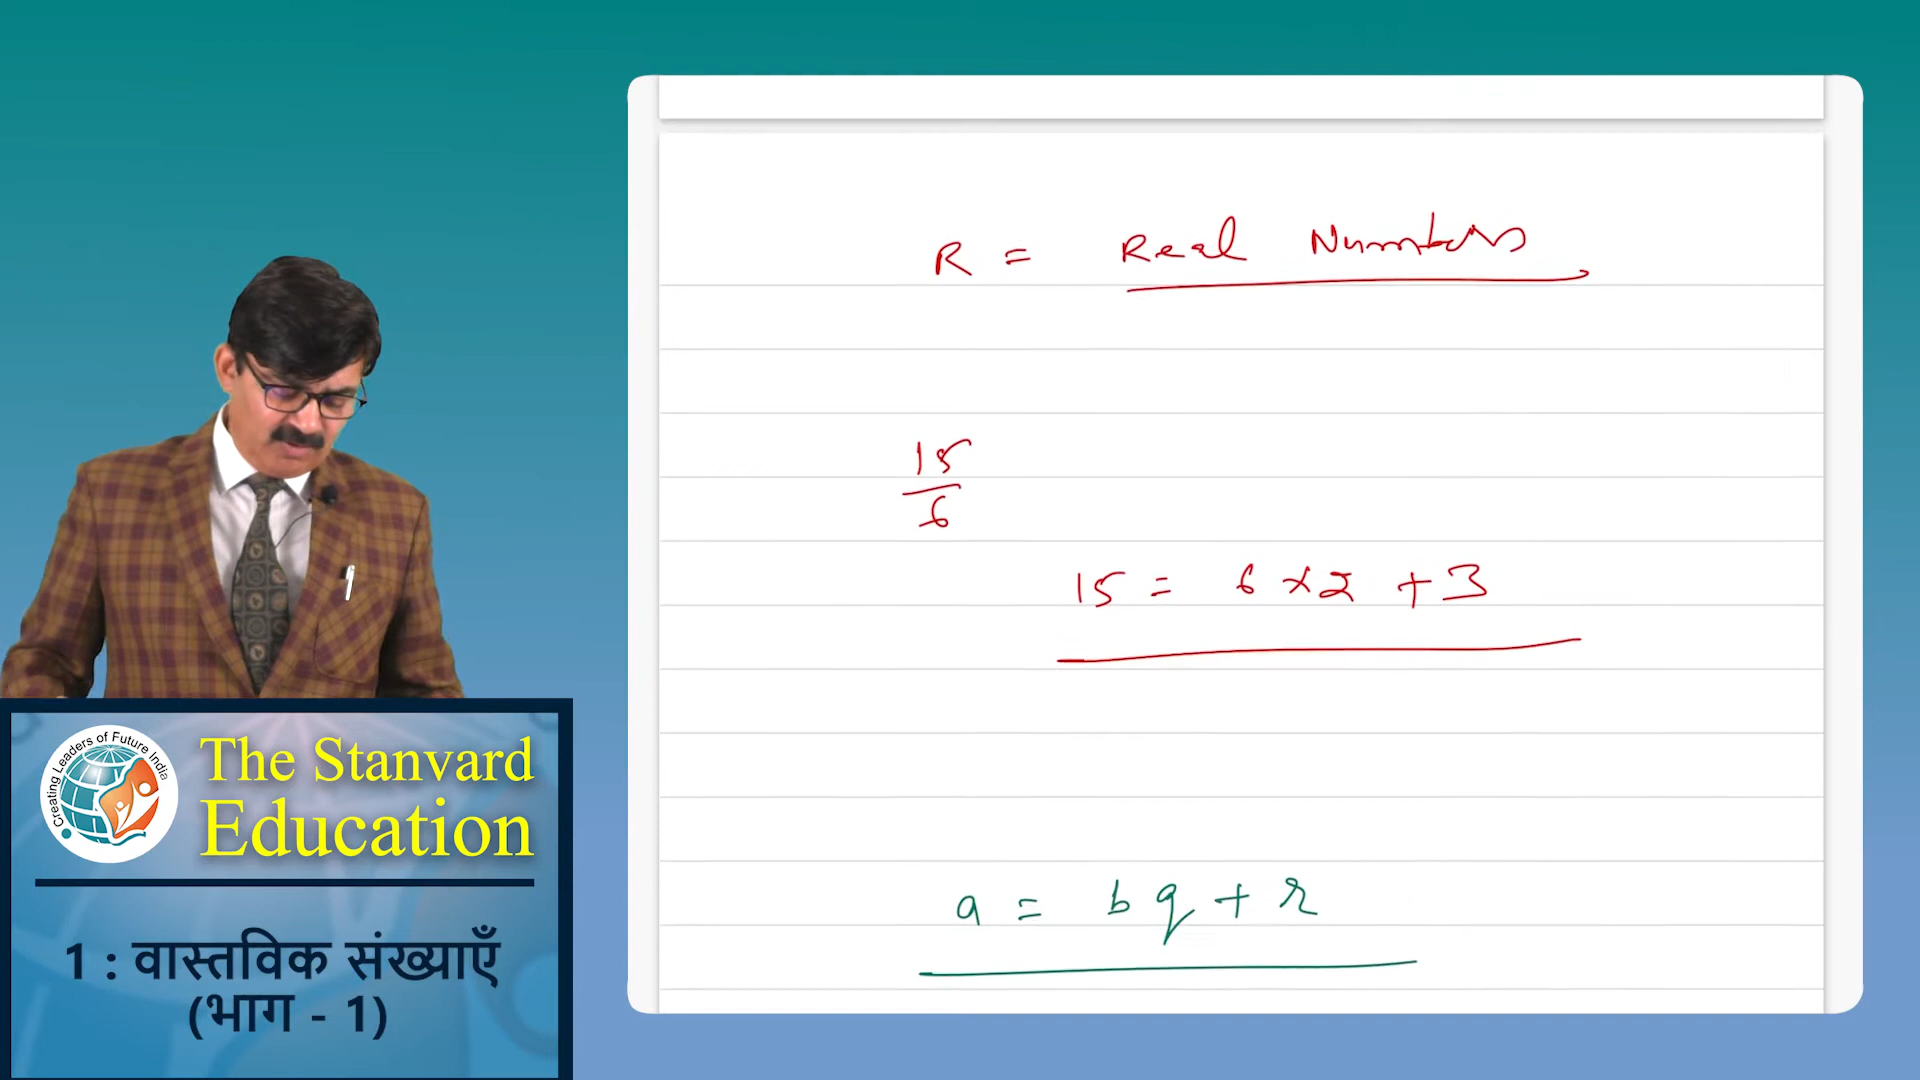 R = Real Numbers
15
6
15 = 6 × 2 + 3
a = bq + r
Creating Leaders of Future India
The Stanvard
Education
1 : वास्तविक संख्याएँ
(भाग - 1)